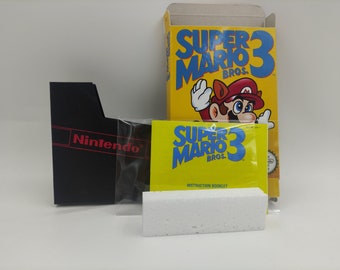 SUPER
MARIO 3
BROS.
Nintendo
SUPER
MARIO 3
BROS.
INSTRUCTION BOOKLET